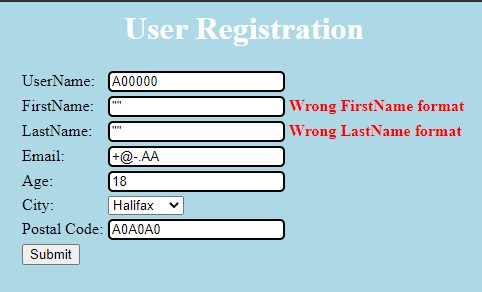 User Registration
UserName: A00000
FirstName: "" Wrong FirstName format
LastName: "" Wrong LastName format
Email: +@-.AA
Age: 18
City: Halifax
Postal Code: A0A0A0
Submit